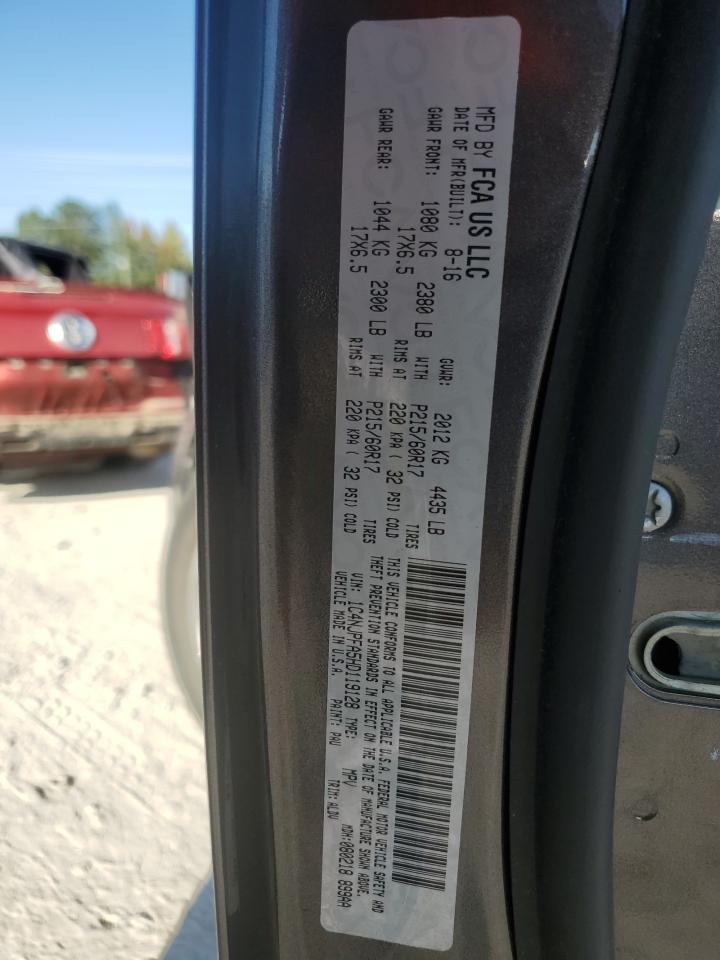 MFD BY FCA US LLC
DATE OF MFR(BUILT): 8-16 GVWR: 2012 KG 4435 LB
GAWR FRONT: 1080 KG 2380 LB WITH P215/60R17 TIRES
17X6.5 RIMS AT 220 KPA ( 32 PSI) COLD
GAWR REAR: 1044 KG 2300 LB WITH P215/60R17 TIRES
17X6.5 RIMS AT 220 KPA ( 32 PSI) COLD
THIS VEHICLE CONFORMS TO ALL APPLICABLE U.S.A. FEDERAL MOTOR VEHICLE SAFETY AND
THEFT PREVENTION STANDARDS IN EFFECT ON THE DATE OF MANUFACTURE SHOWN ABOVE.
VIN: 1C4NJPFA5HD119128 TYPE: MPV MDH:080218 899AA
VEHICLE MADE IN U.S.A. PAINT: PAU TRIM: ALDV